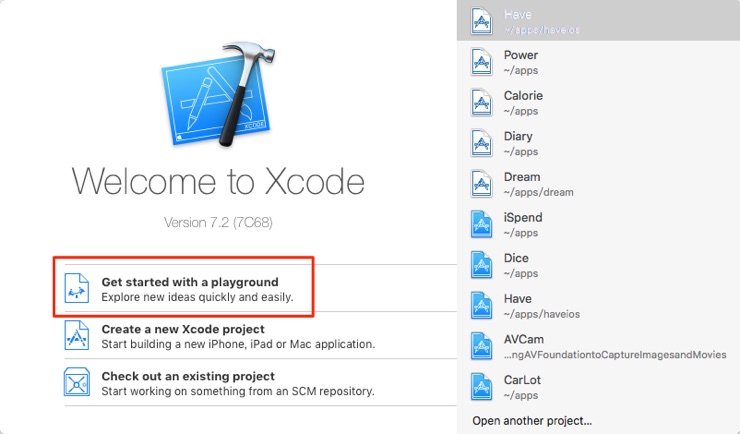 XCODE
Welcome to Xcode
Version 7.2 (7C68)
Get started with a playground
Explore new ideas quickly and easily.
Create a new Xcode project
Start building a new iPhone, iPad or Mac application.
Check out an existing project
Start working on something from an SCM repository.
Have
~/apps/haveios
Power
~/apps
Calorie
~/apps
Diary
~/apps
Dream
~/apps/dream
iSpend
~/apps
Dice
~/apps
Have
~/apps/haveios
AVCam
...ngAVFoundationtoCaptureImagesandMovies
CarLot
~/apps
Open another project...